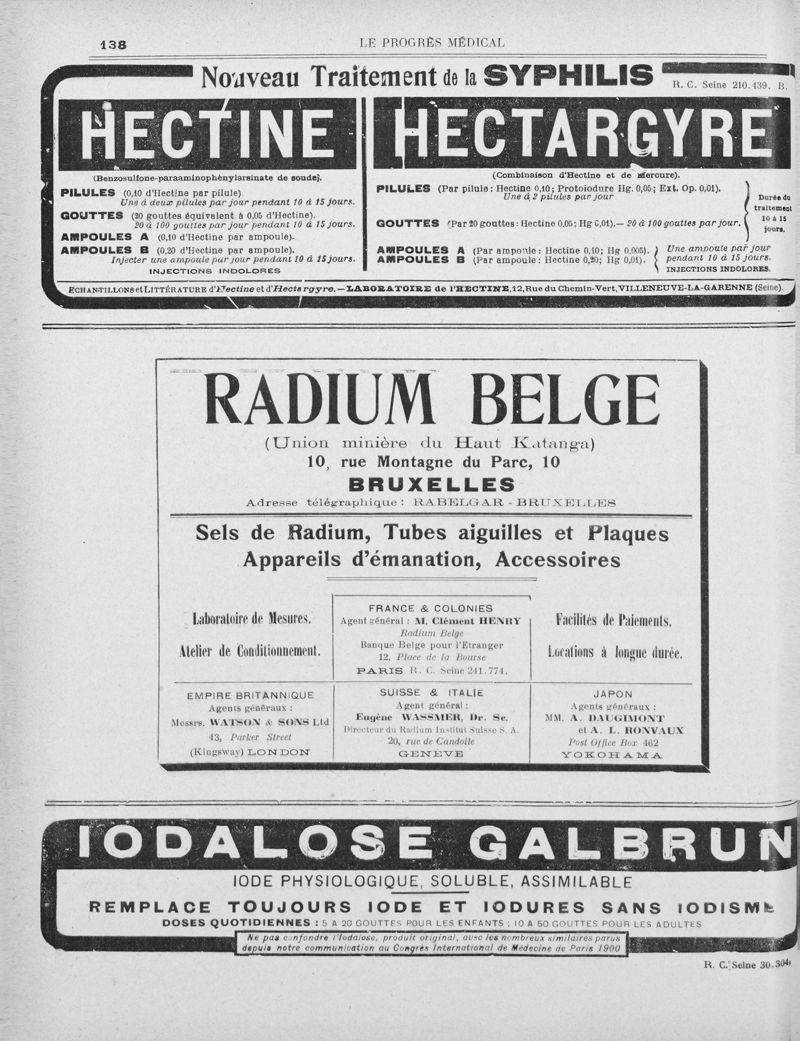 138
LE PROGRÈS MÉDICAL
Nouveau Traitement de la SYPHILIS
R. C. Seine 210.439. B.
HECTINE
(Benzosulfone-paraaminophénylarsinate de soude).
PILULES (0,10 d'Hectine par pilule).
Une à deux pilules par jour pendant 10 à 15 jours.
GOUTTES (20 gouttes équivalent à 0,05 d'Hectine).
20 à 100 gouttes par jour pendant 10 à 15 jours.
AMPOULES A (0,10 d'Hectine par ampoule).
AMPOULES B (0,20 d'Hectine par ampoule).
Injecter une ampoule par jour pendant 10 à 15 jours.
INJECTIONS INDOLORES
HECTARGYRE
(Combinaison d'Hectine et de Mercure).
PILULES (Par pilule : Hectine 0,10; Protoiodure Hg. 0,05; Ext. Op. 0,01).
Une à 2 pilules par jour
GOUTTES (Par 20 gouttes: Hectine 0,05; Hg 0,01).— 20 à 100 gouttes par jour.
Durée du
traitement
10 à 15
jours.
AMPOULES A (Par ampoule: Hectine 0,10; Hg 0,005).
AMPOULES B (Par ampoule: Hectine 0,20; Hg 0,01).
Une ampoule par jour
pendant 10 à 15 jours.
INJECTIONS INDOLORES.
ECHANTILLONS et LITTÉRATURE d'Hectine et d'Hectargyre. — LABORATOIRE de l'HECTINE, 12, Rue du Chemin-Vert, VILLENEUVE-LA-GARENNE (Seine).
RADIUM BELGE
(Union minière du Haut Katanga)
10, rue Montagne du Parc, 10
BRUXELLES
Adresse télégraphique : RABELGAR - BRUXELLES
Sels de Radium, Tubes aiguilles et Plaques
Appareils d'émanation, Accessoires
Laboratoire de Mesures.
Atelier de Conditionnement.
FRANCE & COLONIES
Agent général : M. Clément HENRY
Radium Belge
Banque Belge pour l'Etranger
12, Place de la Bourse
PARIS R. C. Seine 241.774.
Facilités de Paiements.
Locations à longue durée.
EMPIRE BRITANNIQUE
Agents généraux :
Messrs. WATSON & SONS Ltd
43, Parker Street
(Kingsway) LONDON
SUISSE & ITALIE
Agent général :
Eugène WASSMER, Dr. Sc.
Directeur du Radium Institut Suisse S. A.
20, rue de Candolle
GENÈVE
JAPON
Agents généraux :
MM. A. DAUGIMONT
et A. L. RONVAUX
Post Office Box 462
YOKOHAMA
IODALOSE GALBRUN
IODE PHYSIOLOGIQUE, SOLUBLE, ASSIMILABLE
REMPLACE TOUJOURS IODE ET IODURES SANS IODISME
DOSES QUOTIDIENNES : 5 A 20 GOUTTES POUR LES ENFANTS ; 10 A 50 GOUTTES POUR LES ADULTES
Ne pas confondre l'Iodalose, produit original, avec les nombreux similaires parus
depuis notre communication au Congrès International de Médecine de Paris 1900
R. C. Seine 30.304